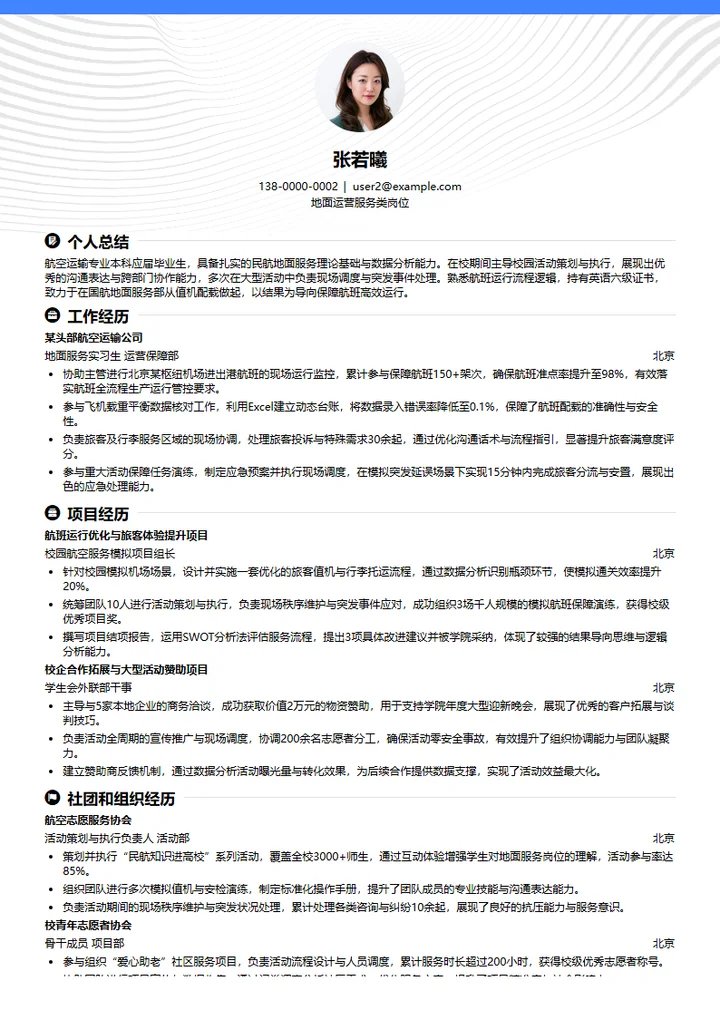 张若曦
138-0000-0002 | user2@example.com
地面运营服务类岗位
个人总结
航空运输专业本科应届毕业生，具备扎实的民航地面服务理论基础与数据分析能力。在校期间主导校园活动策划与执行，展现出优
秀的沟通表达与跨部门协作能力，多次在大型活动中负责现场调度与突发事件处理。熟悉航班运行流程逻辑，持有英语六级证书，
致力于在国航地面服务部从值机配载做起，以结果为导向保障航班高效运行。
工作经历
某头部航空运输公司
地面服务实习生 运营保障部 北京
• 协助主管进行北京某枢纽机场进出港航班的现场运行监控，累计参与保障航班150+架次，确保航班准点率提升至98%，有效落
实航班全流程生产运行管控要求。
• 参与飞机载重平衡数据核对工作，利用Excel建立动态台账，将数据录入错误率降低至0.1%，保障了航班配载的准确性与安全
性。
• 负责旅客及行李服务区域的现场协调，处理旅客投诉与特殊需求30余起，通过优化沟通话术与流程指引，显著提升旅客满意度评
分。
• 参与重大活动保障任务演练，制定应急预案并执行现场调度，在模拟突发延误场景下实现15分钟内完成旅客分流与安置，展现出
色的应急处理能力。
项目经历
航班运行优化与旅客体验提升项目
校园航空服务模拟项目组长 北京
• 针对校园模拟机场场景，设计并实施一套优化的旅客值机与行李托运流程，通过数据分析识别瓶颈环节，使模拟通关效率提升
20%。
• 统筹团队10人进行活动策划与执行，负责现场秩序维护与突发事件应对，成功组织3场千人规模的模拟航班保障演练，获得校级
优秀项目奖。
• 撰写项目结项报告，运用SWOT分析法评估服务流程，提出3项具体改进建议并被学院采纳，体现了较强的结果导向思维与逻辑
分析能力。
校企合作拓展与大型活动赞助项目
学生会外联部干事 北京
• 主导与5家本地企业的商务洽谈，成功获取价值2万元的物资赞助，用于支持学院年度大型迎新晚会，展现了优秀的客户拓展与谈
判技巧。
• 负责活动全周期的宣传推广与现场调度，协调200余名志愿者分工，确保活动零安全事故，有效提升了组织协调能力与团队凝聚
力。
• 建立赞助商反馈机制，通过数据分析活动曝光量与转化效果，为后续合作提供数据支撑，实现了活动效益最大化。
社团和组织经历
航空志愿服务协会
活动策划与执行负责人 活动部 北京
• 策划并执行“民航知识进高校”系列活动，覆盖全校3000+师生，通过互动体验增强学生对地面服务岗位的理解，活动参与率达
85%。
• 组织团队进行多次模拟值机与安检演练，制定标准化操作手册，提升了团队成员的专业技能与沟通表达能力。
• 负责活动期间的现场秩序维护与突发状况处理，累计处理各类咨询与纠纷10余起，展现了良好的抗压能力与服务意识。
校青年志愿者协会
骨干成员 项目部 北京
• 参与组织“爱心助老”社区服务项目，负责活动流程设计与人员调度，累计服务时长超过200小时，获得校级优秀志愿者称号。